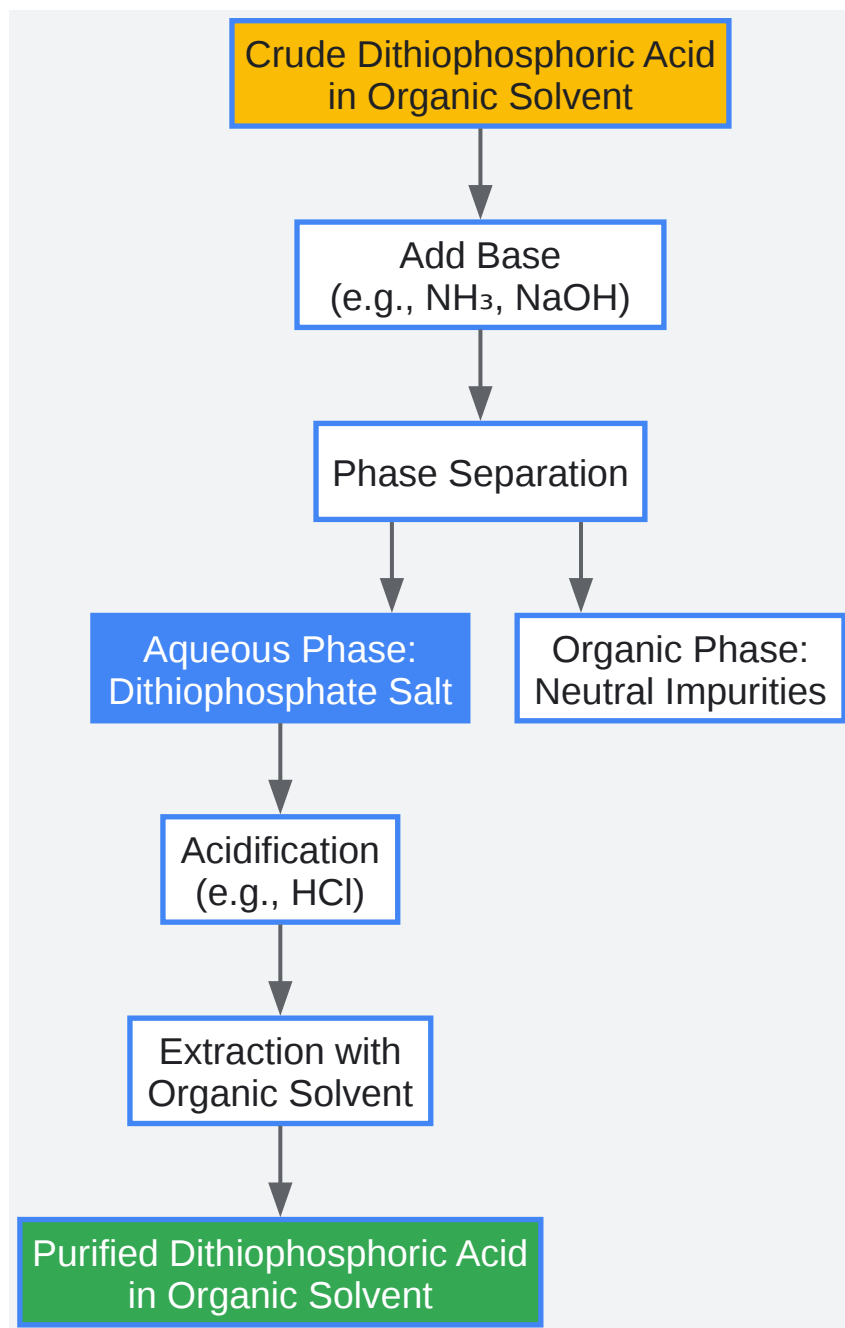 Crude Dithiophosphoric Acid
in Organic Solvent
Add Base
(e.g., NH₃, NaOH)
Phase Separation
Aqueous Phase:
Dithiophosphate Salt
Organic Phase:
Neutral Impurities
Acidification
(e.g., HCl)
Extraction with
Organic Solvent
Purified Dithiophosphoric Acid
in Organic Solvent